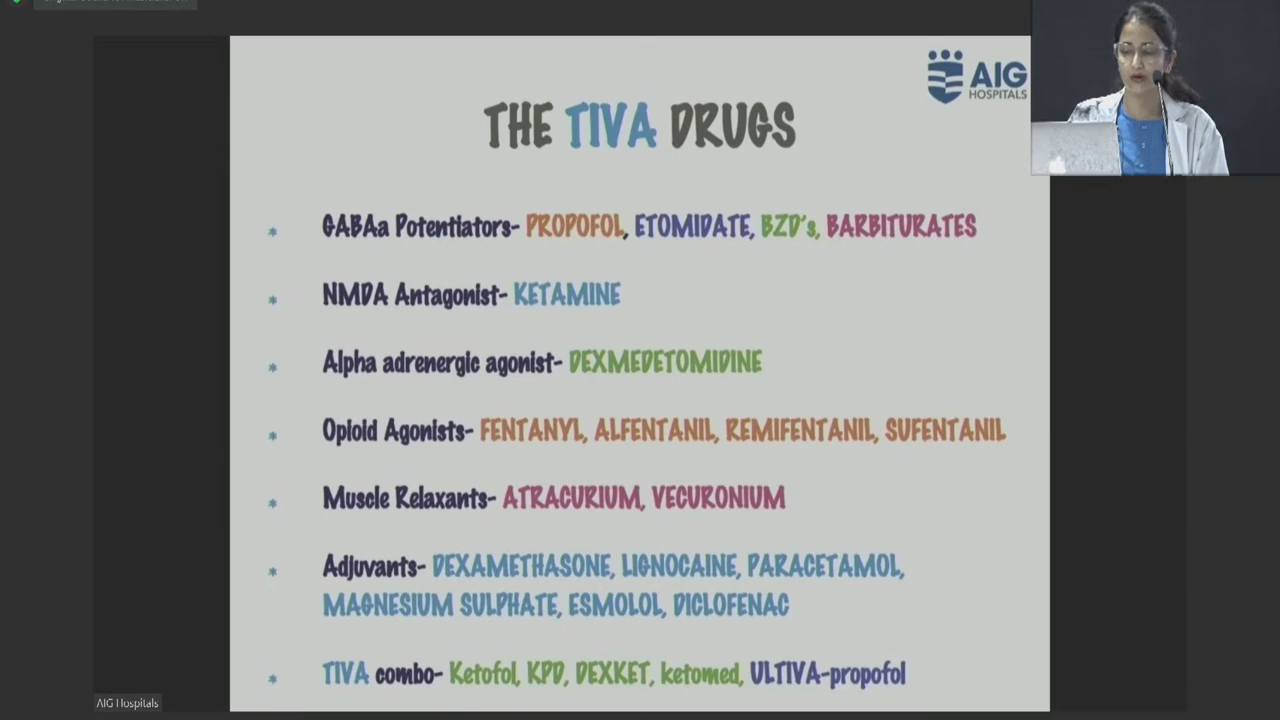 AIG
HOSPITALS
THE TIVA DRUGS
* GABAa Potentiators- PROPOFOL, ETOMIDATE, BZD's, BARBITURATES
* NMDA Antagonist- KETAMINE
* Alpha adrenergic agonist- DEXMEDETOMIDINE
* Opioid Agonists- FENTANYL, ALFENTANIL, REMIFENTANIL, SUFENTANIL
* Muscle Relaxants- ATRACURIUM, VECURONIUM
* Adjuvants- DEXAMETHASONE, LIGNOCAINE, PARACETAMOL,
MAGNESIUM SULPHATE, ESMOLOL, DICLOFENAC
* TIVA combo- Ketofol, KPD, DEXKET, ketomed, ULTIVA-propofol
AIG Hospitals